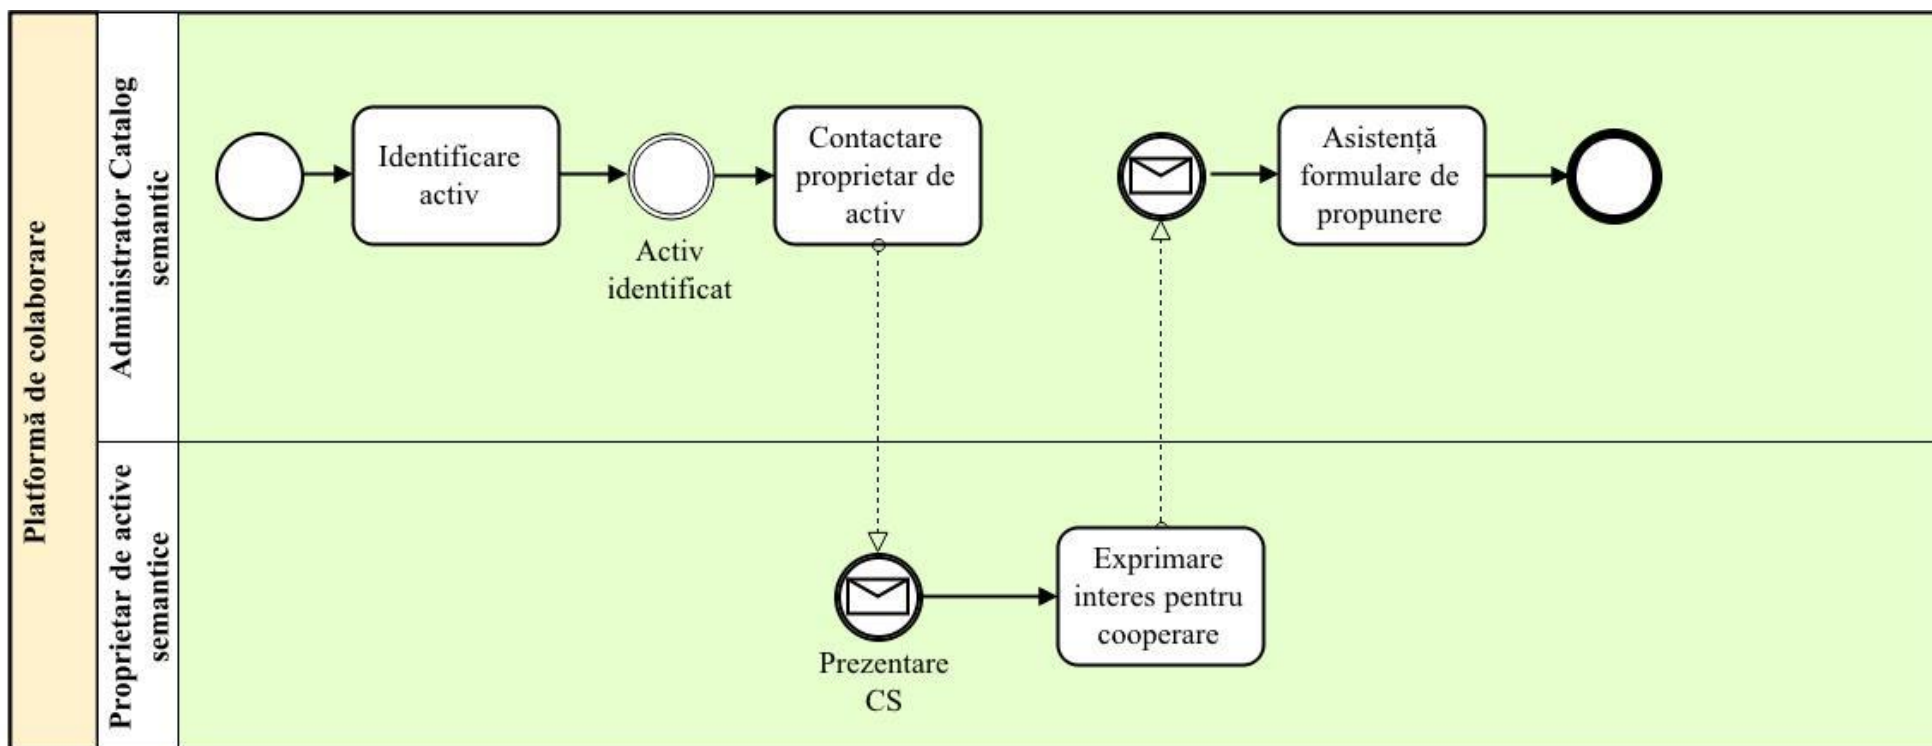 Platformă de colaborare
Administrator Catalog
semantic
Identificare
activ
Activ
identificat
Contactare
proprietar de
activ
Asistență
formulare de
propunere
Proprietar de active
semantice
Prezentare
CS
Exprimare
interes pentru
cooperare